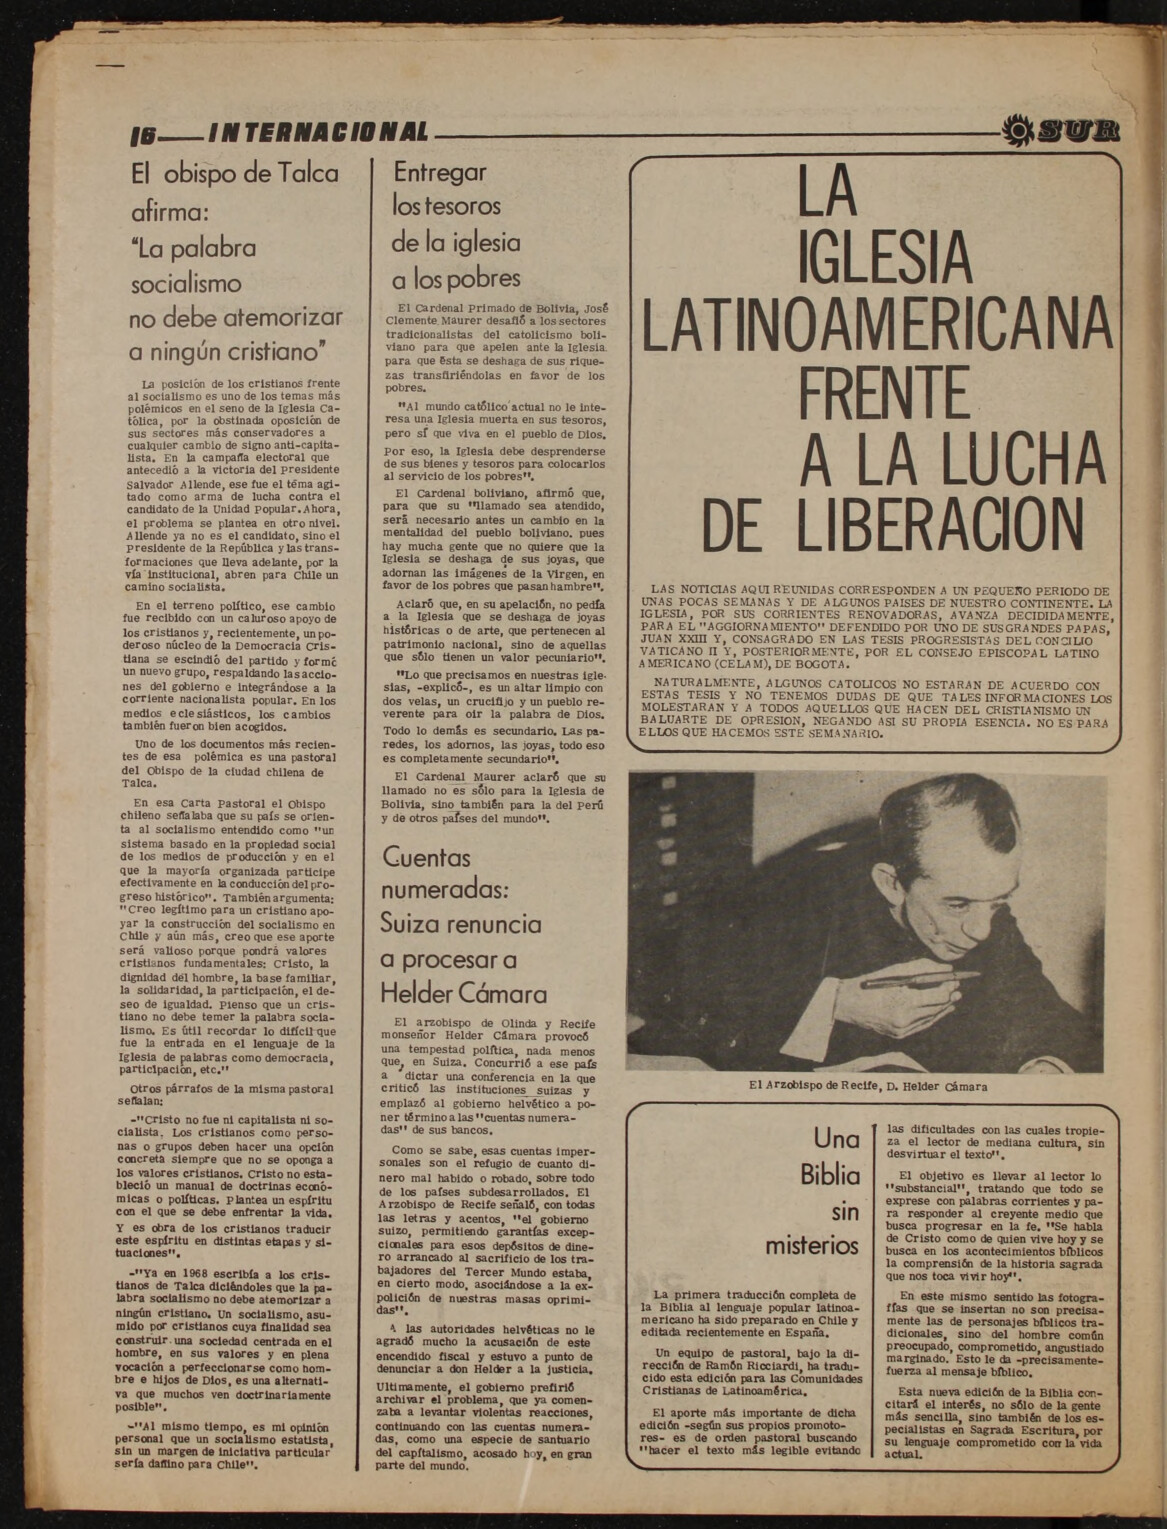 16 INTERNACIONAL
SUR
El obispo de Talca
afirma:
"La palabra
socialismo
no debe atemorizar
a ningún cristiano"
La posición de los cristianos frente
al socialismo es uno de los temas más
polémicos en el seno de la Iglesia Ca-
tólica, por la obstinada oposición de
sus sectores más conservadores a
cualquier cambio de signo anti-capita-
lista. En la campaña electoral que
antecedió a la victoria del Presidente
Salvador Allende, ese fue el téma agi-
tado como arma de lucha contra el
candidato de la Unidad Popular. Ahora,
el problema se plantea en otro nivel.
Allende ya no es el candidato, sino el
Presidente de la República y las trans-
formaciones que lleva adelante, por la
vía institucional, abren para Chile un
camino socialista.
En el terreno político, ese cambio
fue recibido con un caluroso apoyo de
los cristianos y, recientemente, un po-
deroso núcleo de la Democracia Cris-
tiana se escindió del partido y formé
un nuevo grupo, respaldando las accio-
nes del gobierno e integrándose a la
corriente nacionalista popular. En los
medios eclesiásticos, los cambios
también fueron bien acogidos.
Uno de los documentos más recien-
tes de esa polémica es una pastoral
del Obispo de la ciudad chilena de
Talca.
En esa Carta Pastoral el Obispo
chileno señalaba que su país se orien-
ta al socialismo entendido como "un
sistema basado en la propiedad social
de los medios de producción y en el
que la mayoría organizada participe
efectivamente en la conducción del pro-
greso histórico". También argumenta:
"Creo legítimo para un cristiano apo-
yar la construcción del socialismo en
Chile y aún más, creo que ese aporte
será valioso porque pondrá valores
cristianos fundamentales: Cristo, la
dignidad del hombre, la base familiar,
la solidaridad, la participación, el de-
seo de igualdad. Pienso que un cris-
tiano no debe temer la palabra socia-
lismo. Es útil recordar lo difícil que
fue la entrada en el lenguaje de la
Iglesia de palabras como democracia,
participación, etc."
Otros párrafos de la misma pastoral
señalan:
-"Cristo no fue ni capitalista ni so-
cialista. Los cristianos como perso-
nas o grupos deben hacer una opción
concreta siempre que no se oponga a
los valores cristianos. Cristo no esta-
bleció un manual de doctrinas econó-
micas o políticas. Plantea un espíritu
con el que se debe enfrentar la vida.
Y es obra de los cristianos traducir
este espíritu en distintas etapas y si-
tuaciones".
-"Ya en 1968 escribía a los cris-
tianos de Talca diciéndoles que la pa-
labra socialismo no debe atemorizar a
ningún cristiano. Un socialismo, asu-
mido por cristianos cuya finalidad sea
construir una sociedad centrada en el
hombre, en sus valores y en plena
vocación a perfeccionarse como hom-
bre e hijos de Dios, es una alternati-
va que muchos ven doctrinariamente
posible".
-"Al mismo tiempo, es mi opinión
personal que un socialismo estatista,
sin un margen de iniciativa particular
sería dañino para Chile".
Entregar
los tesoros
de la iglesia
a los pobres
El Cardenal Primado de Bolivia, José
Clemente Maurer desafió a los sectores
tradicionalistas del catolicismo boli-
viano para que apelen ante la Iglesia
para que ésta se deshaga de sus rique-
zas transfiriéndolas en favor de los
pobres.
"Al mundo católico actual no le inte-
resa una Iglesia muerta en sus tesoros,
pero sí que viva en el pueblo de Dios.
Por eso, la Iglesia debe desprenderse
de sus bienes y tesoros para colocarlos
al servicio de los pobres".
El Cardenal boliviano, afirmó que,
para que su "llamado sea atendido,
será necesario antes un cambio en la
mentalidad del pueblo boliviano. pues
hay mucha gente que no quiere que la
Iglesia se deshaga de sus joyas, que
adornan las imágenes de la Virgen, en
favor de los pobres que pasan hambre".
Aclaró que, en su apelación, no pedía
a la Iglesia que se deshaga de joyas
históricas o de arte, que pertenecen al
patrimonio nacional, sino de aquellas
que sólo tienen un valor pecuniario".
"Lo que precisamos en nuestras igle-
sias, -explicó-, es un altar limpio con
dos velas, un crucifijo y un pueblo re-
verente para oír la palabra de Dios.
Todo lo demás es secundario. Las pa-
redes, los adornos, las joyas, todo eso
es completamente secundario".
El Cardenal Maurer aclaró que su
llamado no es sólo para la Iglesia de
Bolivia, sino también para la del Perú
y de otros países del mundo".
Cuentas
numeradas:
Suiza renuncia
a procesar a
Helder Cámara
El arzobispo de Olinda y Recife
monseñor Helder Cámara provocó
una tempestad política, nada menos
que, en Suiza. Concurrió a ese país
a dictar una conferencia en la que
criticó las instituciones suizas y
emplazó al gobierno helvético a po-
ner término a las "cuentas numera-
das" de sus bancos.
Como se sabe, esas cuentas imper-
sonales son el refugio de cuanto di-
nero mal habido o robado, sobre todo
de los países subdesarrollados. El
Arzobispo de Recife señaló, con todas
las letras y acentos, "el gobierno
suizo, permitiendo garantías excep-
cionales para esos depósitos de dine-
ro arrancado al sacrificio de los tra-
bajadores del Tercer Mundo estaba,
en cierto modo, asociándose a la ex-
polición de nuestras masas oprimi-
das".
A las autoridades helvéticas no le
agradó mucho la acusación de este
encendido fiscal y estuvo a punto de
denunciar a don Helder a la justicia.
Ultimamente, el gobierno prefirió
archivar el problema, que ya comen-
zaba a levantar violentas reacciones,
continuando con las cuentas numera-
das, como una especie de santuario
del capítalismo, acosado hoy, en gran
parte del mundo.
LA
IGLESIA
LATINOAMERICANA
FRENTE
A LA LUCHA
DE LIBERACION
LAS NOTICIAS AQUI REUNIDAS CORRESPONDEN A UN PEQUEÑO PERIODO DE
UNAS POCAS SEMANAS Y DE ALGUNOS PAISES DE NUESTRO CONTINENTE. LA
IGLESIA, POR SUS CORRIENTES RENOVADORAS, AVANZA DECIDIDAMENTE,
PARA EL "AGGIORNAMIENTO" DEFENDIDO POR UNO DE SUS GRANDES PAPAS,
JUAN XXIII Y, CONSAGRADO EN LAS TESIS PROGRESISTAS DEL CONCILIO
VATICANO II Y, POSTERIORMENTE, POR EL CONSEJO EPISCOPAL LATINO
AMERICANO (CELAM), DE BOGOTA.
NATURALMENTE, ALGUNOS CATOLICOS NO ESTARAN DE ACUERDO CON
ESTAS TESIS Y NO TENEMOS DUDAS DE QUE TALES INFORMACIONES LOS
MOLESTARAN Y A TODOS AQUELLOS QUE HACEN DEL CRISTIANISMO UN
BALUARTE DE OPRESION, NEGANDO ASI SU PROPIA ESENCIA. NO ES PARA
ELLOS QUE HACEMOS ESTE SEMANARIO.
El Arzobispo de Recife, D. Helder Cámara
Una
Biblia
sin
misterios
La primera traducción completa de
la Biblia al lenguaje popular latinoa-
mericano ha sido preparado en Chile y
editada recientemente en España.
Un equipo de pastoral, bajo la di-
rección de Ramón Ricciardi, ha tradu-
cido esta edición para las Comunidades
Cristianas de Latinoamérica.
El aporte más importante de dicha
edición -según sus propios promoto-
res- es de orden pastoral buscando
"hacer el texto más legible evitando
las dificultades con las cuales tropie-
za el lector de mediana cultura, sin
desvirtuar el texto".
El objetivo es llevar al lector lo
"substancial", tratando que todo se
exprese con palabras corrientes y pa-
ra responder al creyente medio que
busca progresar en la fe. "Se habla
de Cristo como de quien vive hoy y se
busca en los acontecimientos bíblicos
la comprensión de la historia sagrada
que nos toca vivir hoy".
En este mismo sentido las fotogra-
fías que se insertan no son precisa-
mente las de personajes bíblicos tra-
dicionales, sino del hombre común
preocupado, comprometido, angustiado
marginado. Esto le da -precisamente-
fuerza al mensaje bíblico.
Esta nueva edición de la Biblia con-
citará el interés, no sólo de la gente
más sencilla, sino también de los es-
pecialistas en Sagrada Escritura, por
su lenguaje comprometido con la vida
actual.